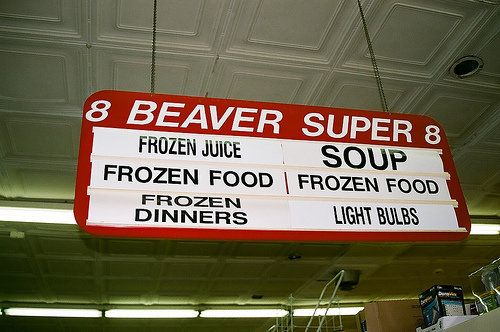 8 BEAVER SUPER 8
FROZEN JUICE
SOUP
FROZEN FOOD
FROZEN FOOD
FROZEN
DINNERS
LIGHT BULBS